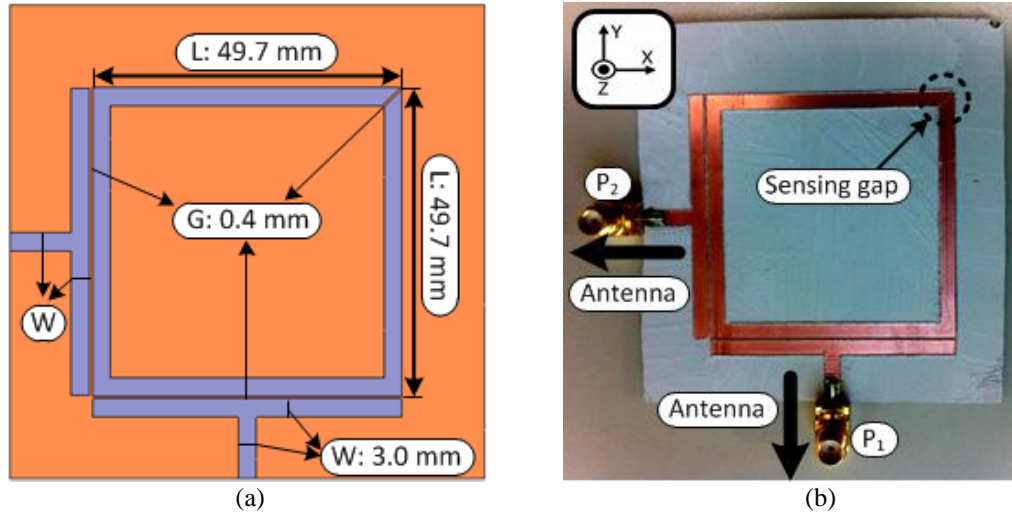 L: 49.7 mm
L: 49.7 mm
G: 0.4 mm
W
W: 3.0 mm
(a)
Y
X
Z
P2
Sensing gap
Antenna
Antenna
P1
(b)